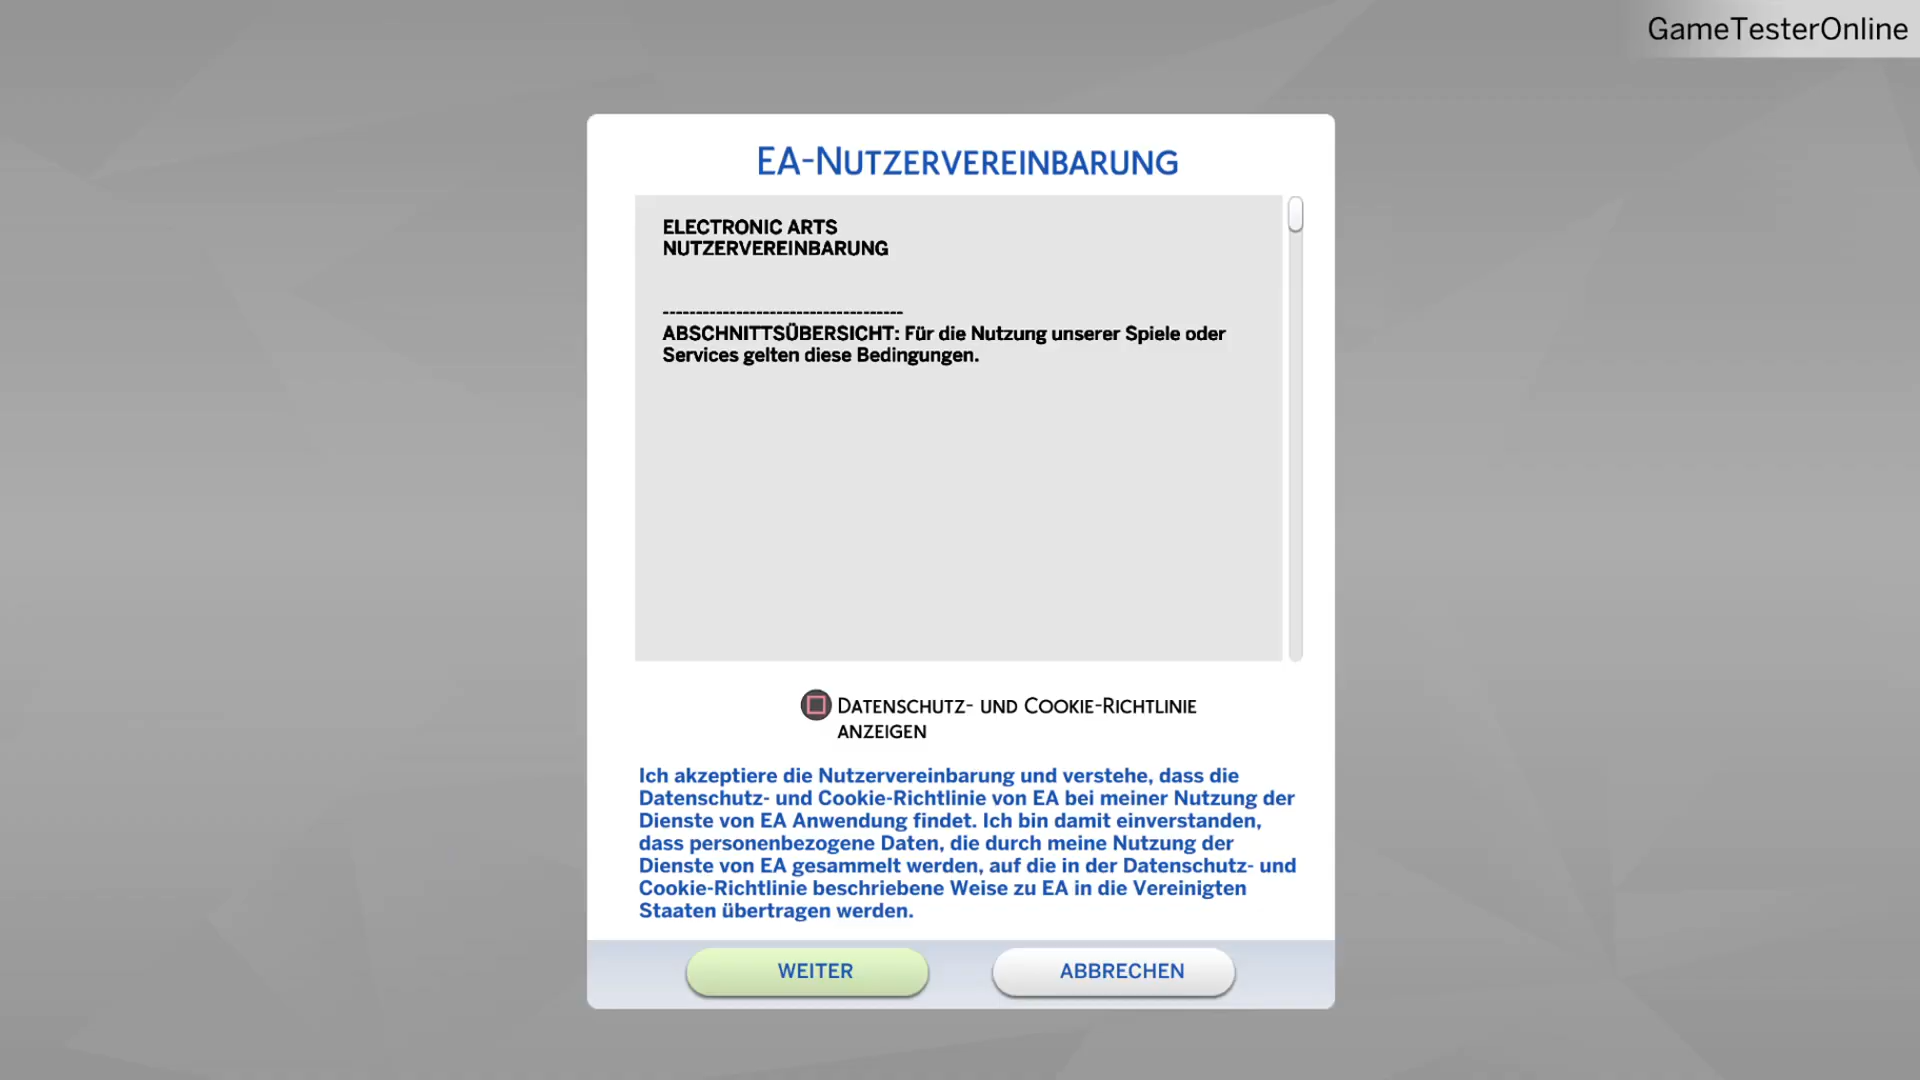 GameTesterOnline
EA-NUTZERVEREINBARUNG
ELECTRONIC ARTS
NUTZERVEREINBARUNG
------------------------------------
ABSCHNITTSÜBERSICHT: Für die Nutzung unserer Spiele oder
Services gelten diese Bedingungen.
DATENSCHUTZ- UND COOKIE-RICHTLINIE
ANZEIGEN
Ich akzeptiere die Nutzervereinbarung und verstehe, dass die
Datenschutz- und Cookie-Richtlinie von EA bei meiner Nutzung der
Dienste von EA Anwendung findet. Ich bin damit einverstanden,
dass personenbezogene Daten, die durch meine Nutzung der
Dienste von EA gesammelt werden, auf die in der Datenschutz- und
Cookie-Richtlinie beschriebene Weise zu EA in die Vereinigten
Staaten übertragen werden.
WEITER
ABBRECHEN